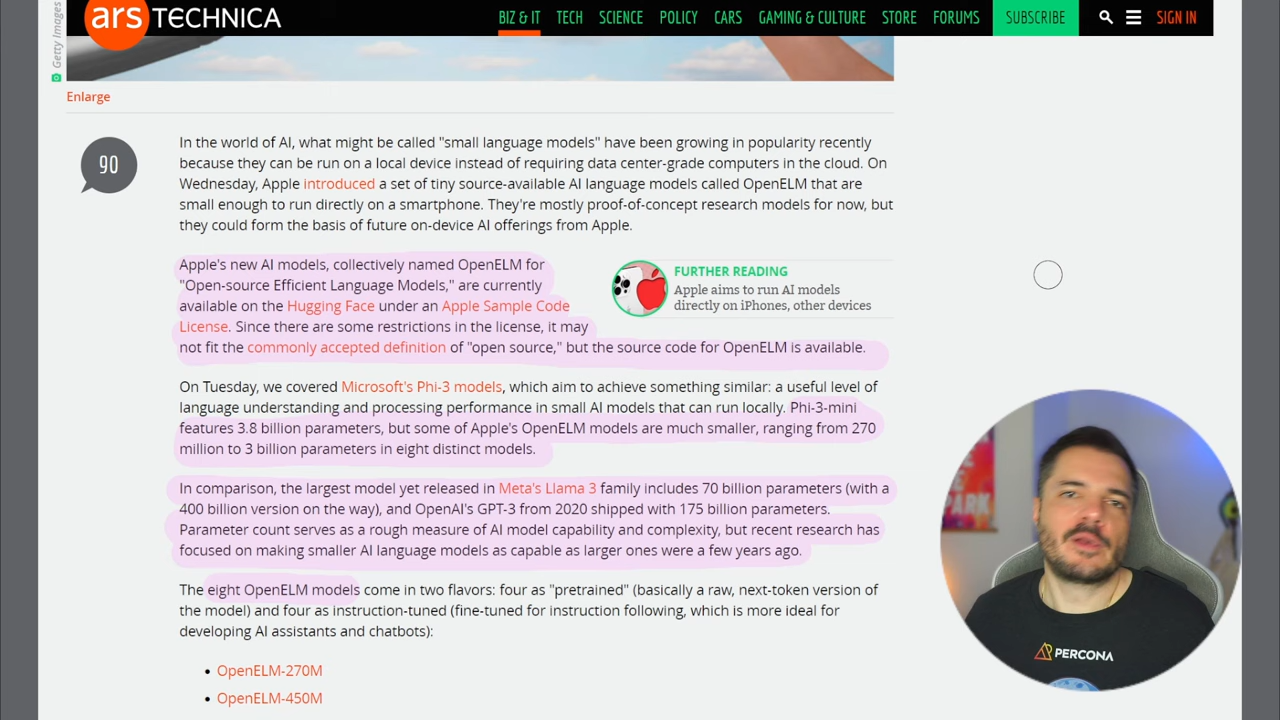 ars TECHNICA
BIZ & IT TECH SCIENCE POLICY CARS GAMING & CULTURE STORE FORUMS SUBSCRIBE SIGN IN
Getty Images
Enlarge
90
In the world of AI, what might be called "small language models" have been growing in popularity recently
because they can be run on a local device instead of requiring data center-grade computers in the cloud. On
Wednesday, Apple introduced a set of tiny source-available AI language models called OpenELM that are
small enough to run directly on a smartphone. They're mostly proof-of-concept research models for now, but
they could form the basis of future on-device AI offerings from Apple.
Apple's new AI models, collectively named OpenELM for
"Open-source Efficient Language Models," are currently
available on the Hugging Face under an Apple Sample Code
License. Since there are some restrictions in the license, it may
not fit the commonly accepted definition of "open source," but the source code for OpenELM is available.
FURTHER READING
Apple aims to run AI models
directly on iPhones, other devices
On Tuesday, we covered Microsoft's Phi-3 models, which aim to achieve something similar: a useful level of
language understanding and processing performance in small AI models that can run locally. Phi-3-mini
features 3.8 billion parameters, but some of Apple's OpenELM models are much smaller, ranging from 270
million to 3 billion parameters in eight distinct models.
In comparison, the largest model yet released in Meta's Llama 3 family includes 70 billion parameters (with a
400 billion version on the way), and OpenAI's GPT-3 from 2020 shipped with 175 billion parameters.
Parameter count serves as a rough measure of AI model capability and complexity, but recent research has
focused on making smaller AI language models as capable as larger ones were a few years ago.
The eight OpenELM models come in two flavors: four as "pretrained" (basically a raw, next-token version of
the model) and four as instruction-tuned (fine-tuned for instruction following, which is more ideal for
developing AI assistants and chatbots):
• OpenELM-270M
• OpenELM-450M
PERCONA